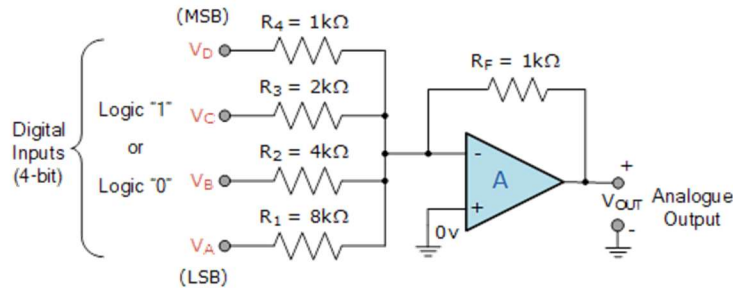 (MSB)
R4 = 1kΩ
VD
RF = 1kΩ
R3 = 2kΩ
Logic "1"
VC
Digital
Inputs
(4-bit)
or
R2 = 4kΩ
Logic "0"
VB
-
A
+
+
VOUT
-
Analogue
Output
R1 = 8kΩ
0v
VA
(LSB)